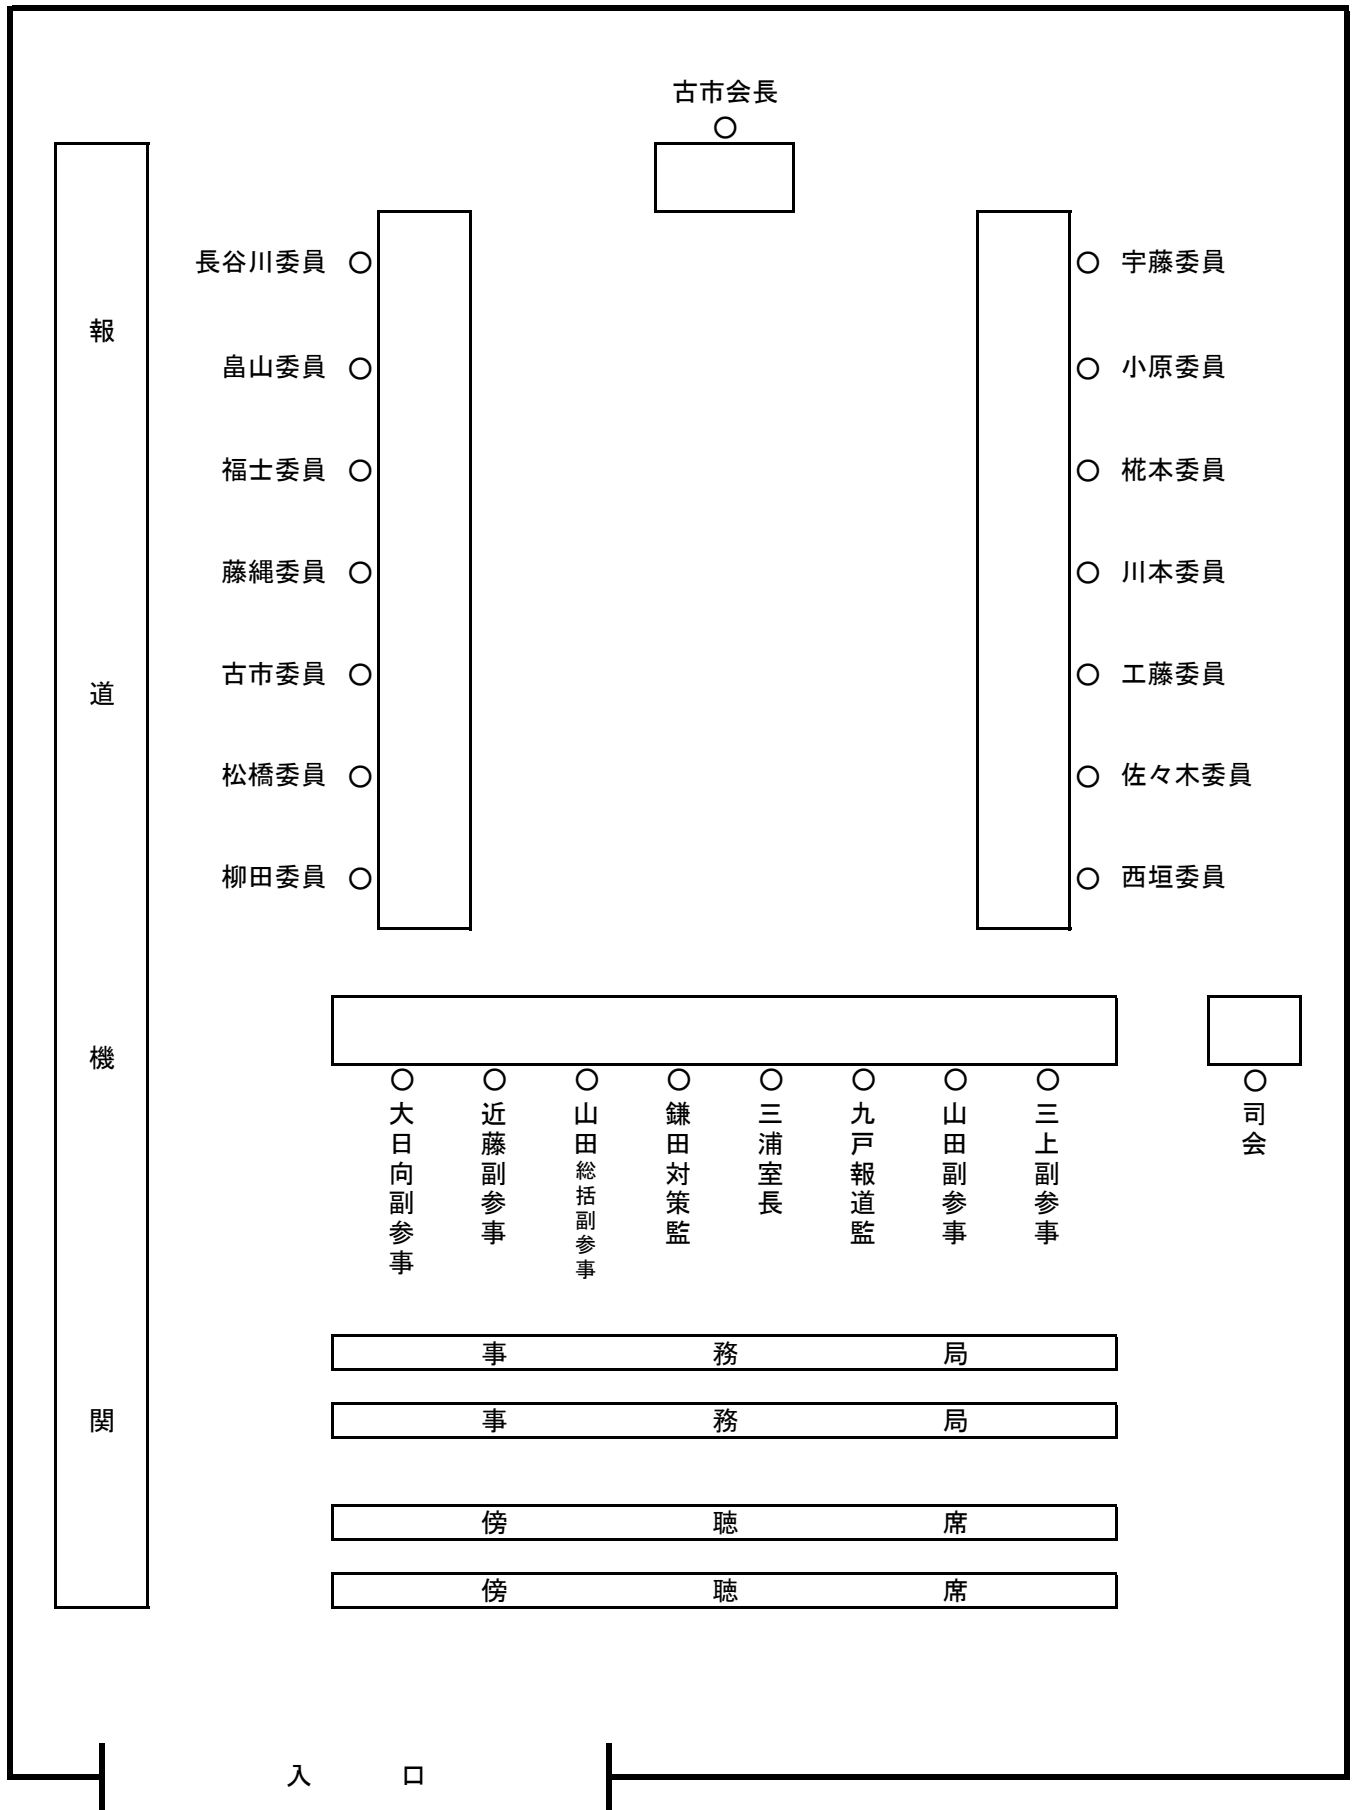 古市会長
長谷川委員
宇藤委員
畠山委員
小原委員
福士委員
椛本委員
藤縄委員
川本委員
古市委員
工藤委員
松橋委員
佐々木委員
柳田委員
西垣委員
報道機関
大日向副参事
近藤副参事
山田総括副参事
鎌田対策監
三浦室長
九戸報道監
山田副参事
三上副参事
司会
事務局
事務局
傍聴席
傍聴席
入口